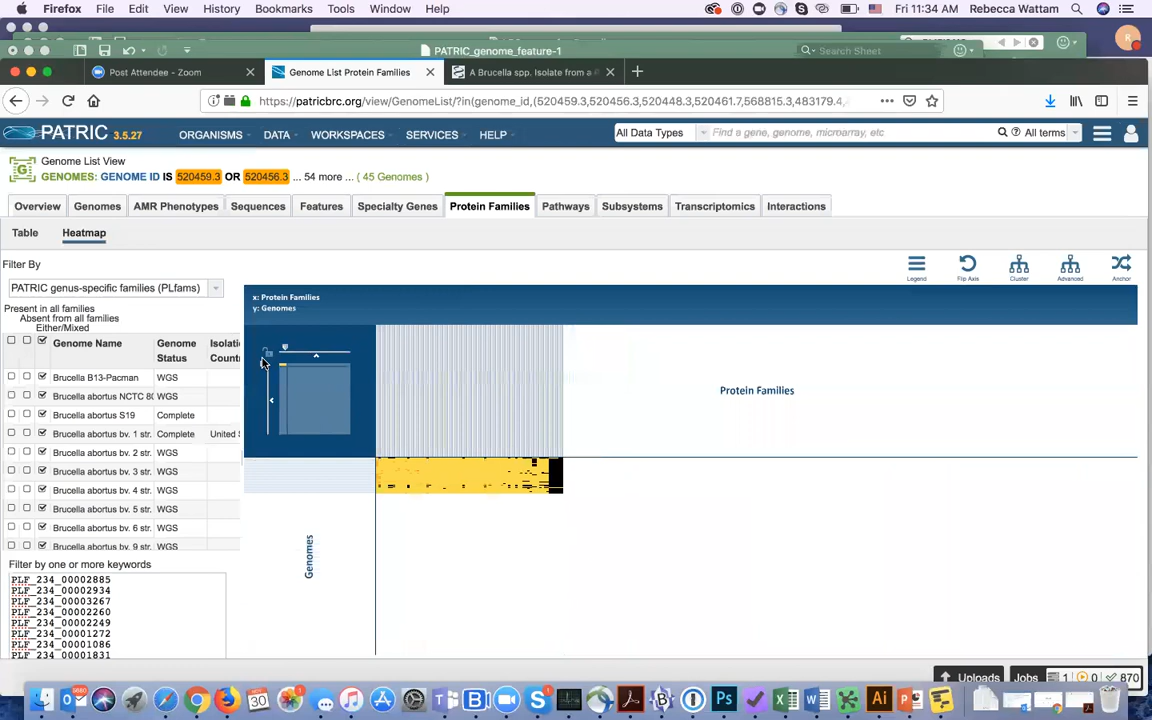 Firefox File Edit View History Bookmarks Tools Window Help Fri 11:34 AM Rebecca Wattam
PATRIC_genome_feature-1 Search Sheet
Post Attendee - Zoom Genome List Protein Families A Brucella spp. Isolate from a
https://patricbrc.org/view/GenomeList/?in(genome_id,(520459.3,520456.3,520448.3,520461.7,568815.3,483179.4,
PATRIC 3.5.27 ORGANISMS DATA WORKSPACES SERVICES HELP All Data Types Find a gene, genome, microarray, etc All terms
Genome List View
GENOMES: GENOME ID IS 520459.3 OR 520456.3 ... 54 more ... ( 45 Genomes )
Overview Genomes AMR Phenotypes Sequences Features Specialty Genes Protein Families Pathways Subsystems Transcriptomics Interactions
Table Heatmap
Filter By
Legend Flip Axis Cluster Advanced Anchor
PATRIC genus-specific families (PLfams)
x: Protein Families
y: Genomes
Present in all families
Absent from all families
Either/Mixed
Genome Name Genome Status Isolati Countr
Brucella B13-Pacman WGS
Brucella abortus NCTC 80 WGS
Brucella abortus S19 Complete
Brucella abortus bv. 1 str. Complete United S
Brucella abortus bv. 2 str. WGS
Brucella abortus bv. 3 str. WGS
Brucella abortus bv. 4 str. WGS
Brucella abortus bv. 5 str. WGS
Brucella abortus bv. 6 str. WGS
Brucella abortus bv. 9 str. WGS
Protein Families
Genomes
Filter by one or more keywords
PLF_234_00002885
PLF_234_00002934
PLF_234_00003267
PLF_234_00002260
PLF_234_00002249
PLF_234_00001272
PLF_234_00001086
PLF_234_00001831
Uploads Jobs 1 0 870